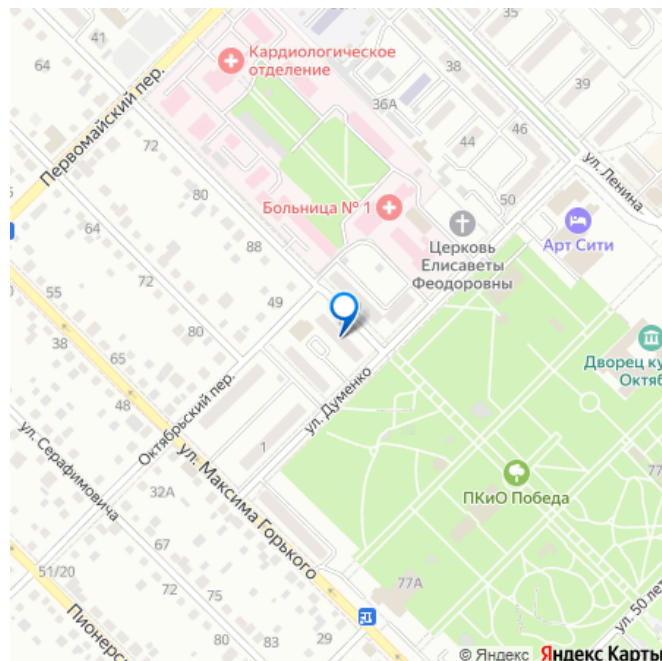 35
41
64
Кардиологическое
отделение
38
39
Первомайский пер.
36А
72
44
46
ул. Ленина
80
Больница № 1
50
64
Церковь
Елисаветы
Феодоровны
Арт Сити
88
72
55
49
38
65
80
Дворец ку
Октяб
48
Октябрьский пер.
ул. Думенко
ул. Серафимовича
ул. Максима Горького
1
32А
ПКиО Победа
77
67
51/20
72
75
77А
ул. 50 лет
Пионерс
80
83
29
© Яндекс Яндекс Карты